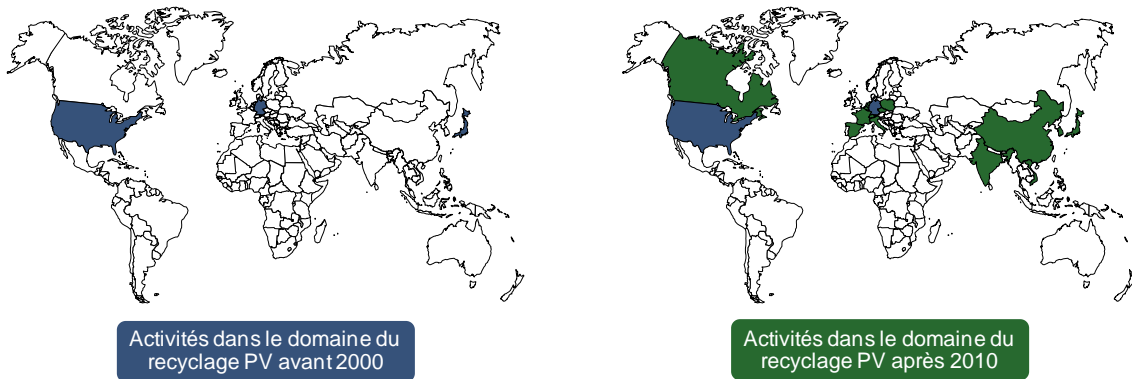 Activités dans le domaine du
recyclage PV avant 2000
Activités dans le domaine du
recyclage PV après 2010